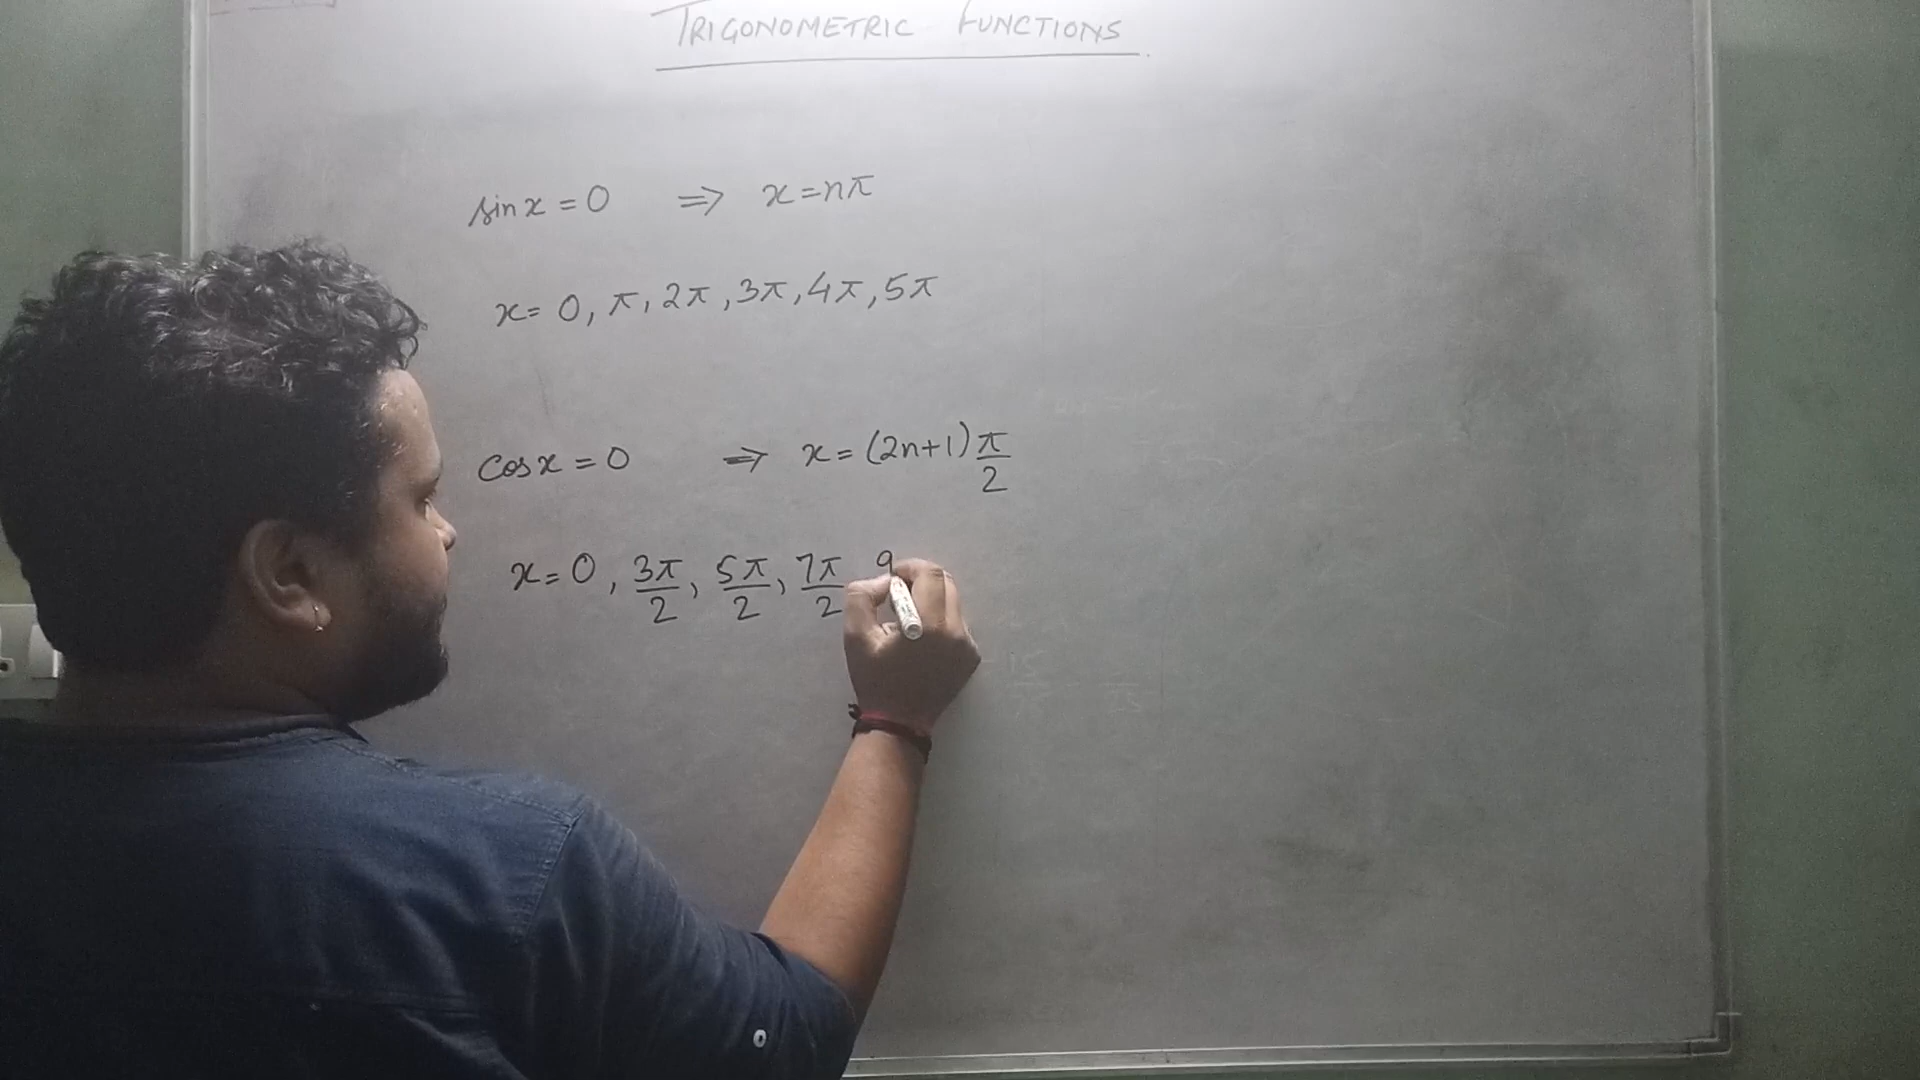 TRIGONOMETRIC FUNCTIONS
sin x = 0 ⇒ x = nπ
x = 0, π, 2π, 3π, 4π, 5π
cos x = 0 ⇒ x = (2n+1) π/2
x = 0, 3π/2, 5π/2, 7π/2 9